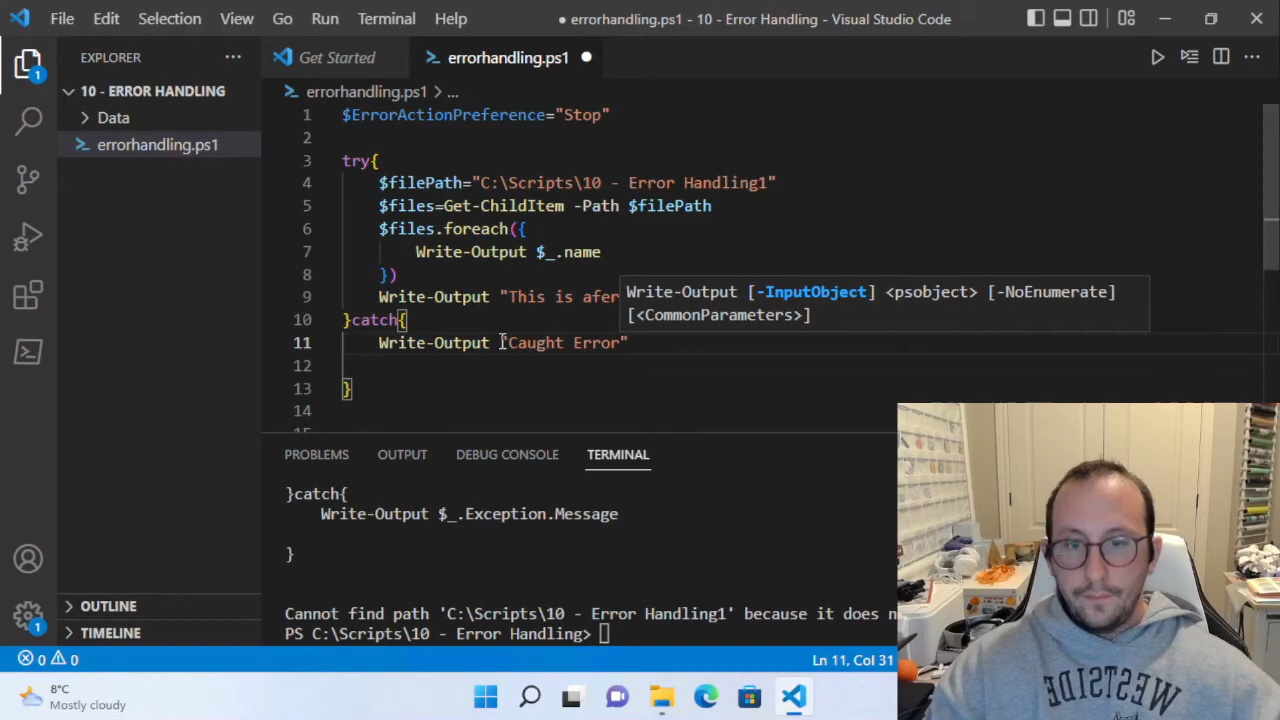 File Edit Selection View Go Run Terminal Help
● errorhandling.ps1 - 10 - Error Handling - Visual Studio Code
EXPLORER
Get Started
errorhandling.ps1
10 - ERROR HANDLING
Data
errorhandling.ps1
errorhandling.ps1 > ...
1 $ErrorActionPreference="Stop"
2
3 try{
4 $filePath="C:\Scripts\10 - Error Handling1"
5 $files=Get-ChildItem -Path $filePath
6 $files.foreach({
7 Write-Output $_.name
8 })
9 Write-Output "This is afer
10 }catch{
11 Write-Output "Caught Error"
12
13 }
14
Write-Output [-InputObject] <psobject> [-NoEnumerate]
[<CommonParameters>]
PROBLEMS OUTPUT DEBUG CONSOLE TERMINAL
}catch{
Write-Output $_.Exception.Message
}
Cannot find path 'C:\Scripts\10 - Error Handling1' because it does n
PS C:\Scripts\10 - Error Handling>
OUTLINE
TIMELINE
1
1
0 0
Ln 11, Col 31
8°C
Mostly cloudy
WESTSIDE